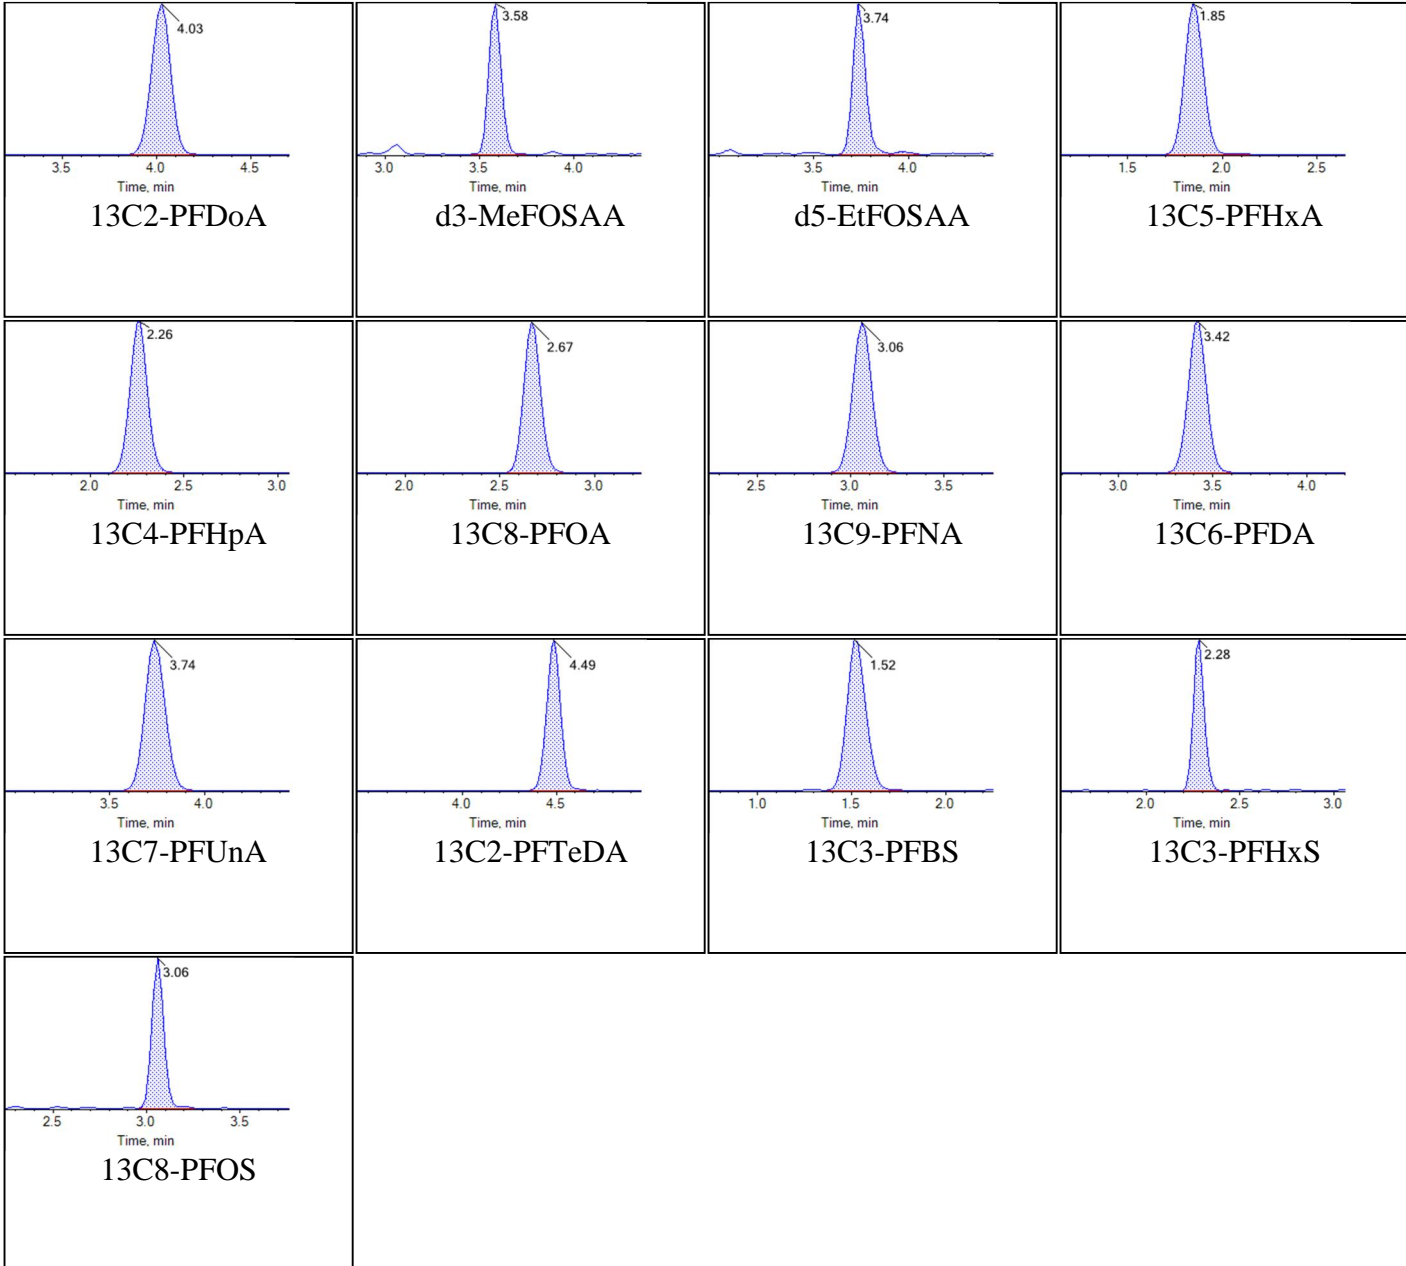 4.03
3.5 4.0 4.5
Time, min
13C2-PFDoA
3.58
3.0 3.5 4.0
Time, min
d3-MeFOSAA
3.74
3.5 4.0
Time, min
d5-EtFOSAA
1.85
1.5 2.0 2.5
Time, min
13C5-PFHxA
2.26
2.0 2.5 3.0
Time, min
13C4-PFHpA
2.67
2.0 2.5 3.0
Time, min
13C8-PFOA
3.06
2.5 3.0 3.5
Time, min
13C9-PFNA
3.42
3.0 3.5 4.0
Time, min
13C6-PFDA
3.74
3.5 4.0
Time, min
13C7-PFUnA
4.49
4.0 4.5
Time, min
13C2-PFTeDA
1.52
1.0 1.5 2.0
Time, min
13C3-PFBS
2.28
2.0 2.5 3.0
Time, min
13C3-PFHxS
3.06
2.5 3.0 3.5
Time, min
13C8-PFOS